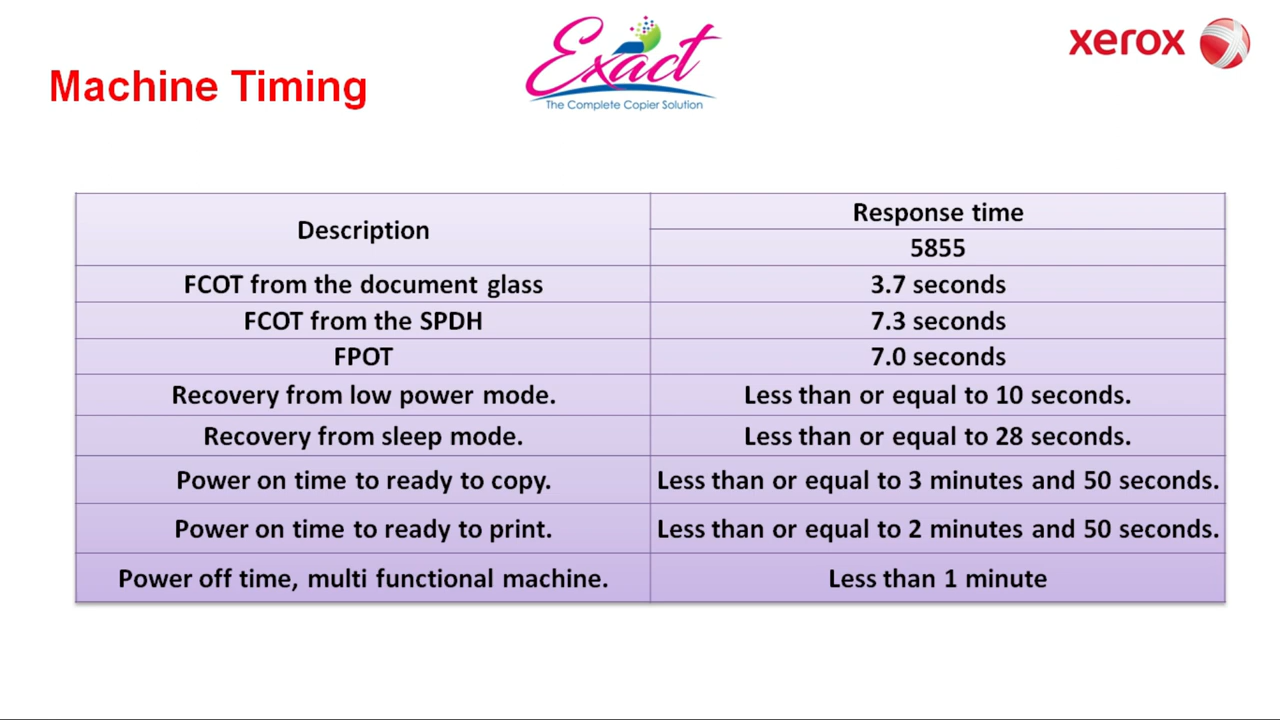 Exact
The Complete Copier Solution
xerox
Machine Timing
Description
Response time
5855
FCOT from the document glass
3.7 seconds
FCOT from the SPDH
7.3 seconds
FPOT
7.0 seconds
Recovery from low power mode.
Less than or equal to 10 seconds.
Recovery from sleep mode.
Less than or equal to 28 seconds.
Power on time to ready to copy.
Less than or equal to 3 minutes and 50 seconds.
Power on time to ready to print.
Less than or equal to 2 minutes and 50 seconds.
Power off time, multi functional machine.
Less than 1 minute